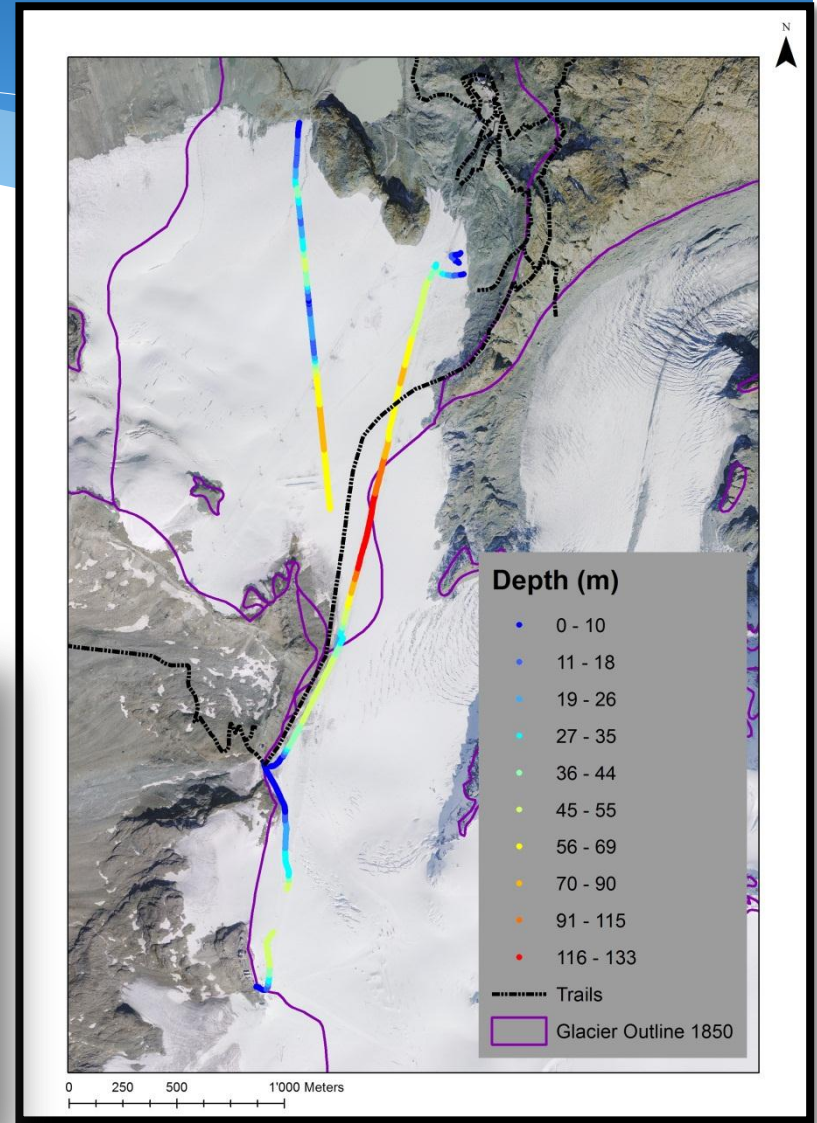 N
Depth (m)
0 - 10
11 - 18
19 - 26
27 - 35
36 - 44
45 - 55
56 - 69
70 - 90
91 - 115
116 - 133
Trails
Glacier Outline 1850
0 250 500 1'000 Meters